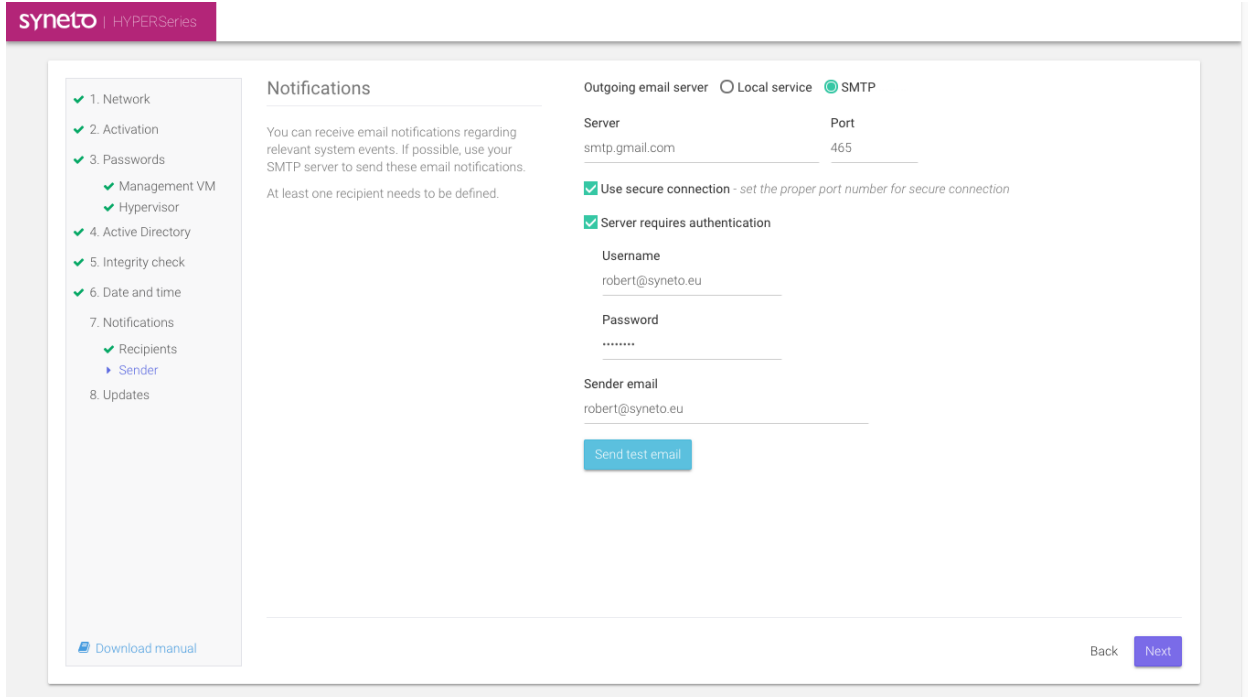 syneto | HYPERSeries
1. Network
2. Activation
3. Passwords
Management VM
Hypervisor
4. Active Directory
5. Integrity check
6. Date and time
7. Notifications
Recipients
Sender
8. Updates
Download manual
Notifications
You can receive email notifications regarding
relevant system events. If possible, use your
SMTP server to send these email notifications.
At least one recipient needs to be defined.
Outgoing email server Local service SMTP
Server Port
smtp.gmail.com 465
Use secure connection - set the proper port number for secure connection
Server requires authentication
Username
robert@syneto.eu
Password
••••••••
Sender email
robert@syneto.eu
Send test email
Back Next